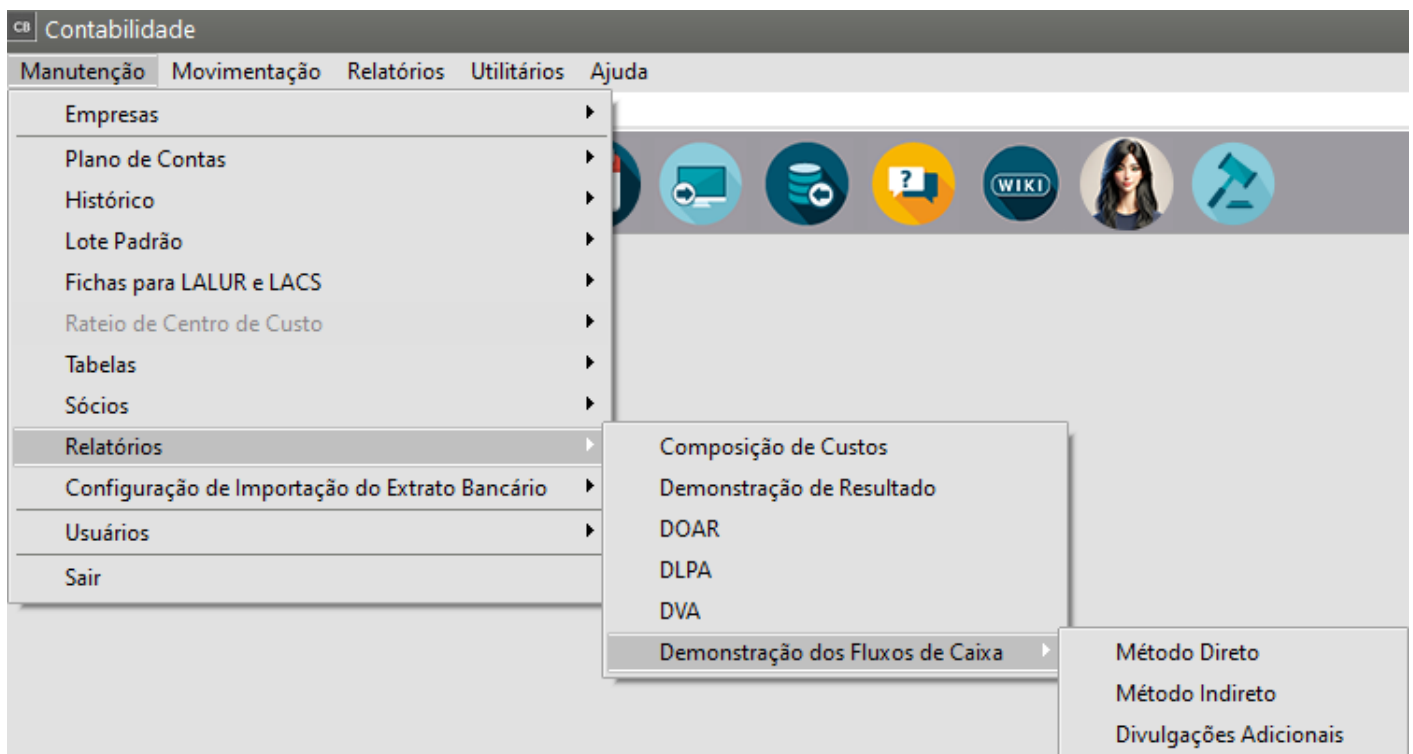 CB Contabilidade
Manutenção Movimentação Relatórios Utilitários Ajuda
Empresas
Plano de Contas
Histórico
Lote Padrão
Fichas para LALUR e LACS
Rateio de Centro de Custo
Tabelas
Sócios
Relatórios
Configuração de Importação do Extrato Bancário
Usuários
Sair
?
WIKI
Composição de Custos
Demonstração de Resultado
DOAR
DLPA
DVA
Demonstração dos Fluxos de Caixa
Método Direto
Método Indireto
Divulgações Adicionais